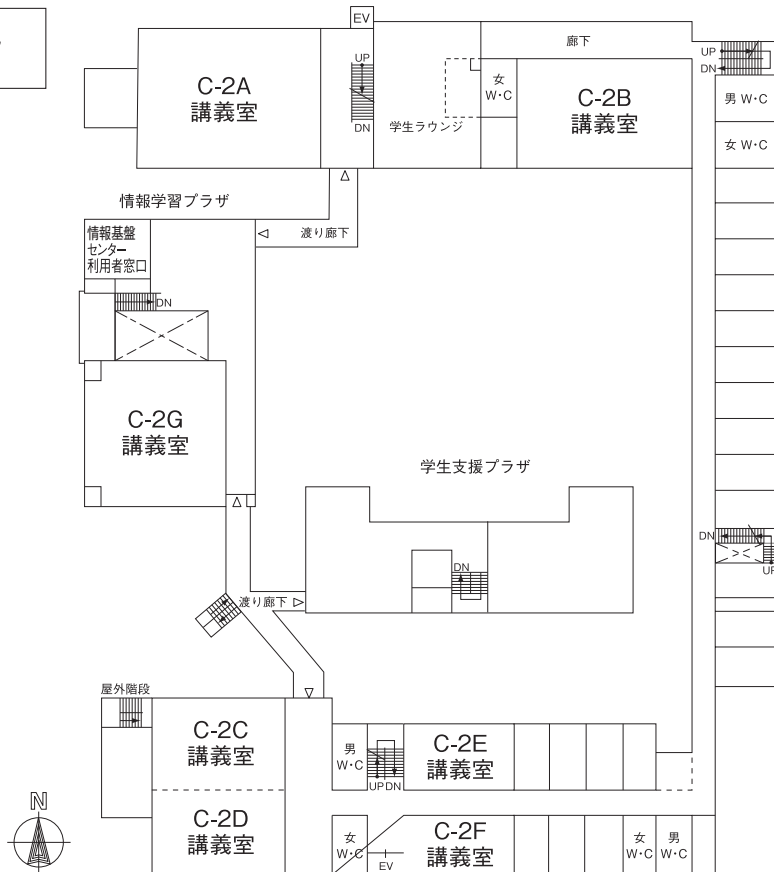 EV
廊下
UP
DN
UP
DN
C-2A
講義室
学生ラウンジ
女
W・C
C-2B
講義室
男 W・C
女 W・C
情報学習プラザ
渡り廊下
情報基盤
センター
利用者窓口
DN
C-2G
講義室
学生支援プラザ
DN
DN
UP
渡り廊下
屋外階段
C-2C
講義室
男
W・C
UP DN
C-2E
講義室
C-2D
講義室
女
W・C
EV
C-2F
講義室
女
W・C
男
W・C
N